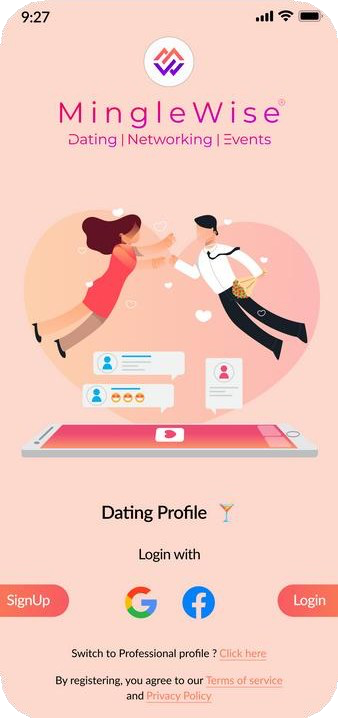 9:27
MingleWise®
Dating | Networking | Events
Dating Profile
Login with
SignUp
Login
Switch to Professional profile ? Click here
By registering, you agree to our Terms of service
and Privacy Policy